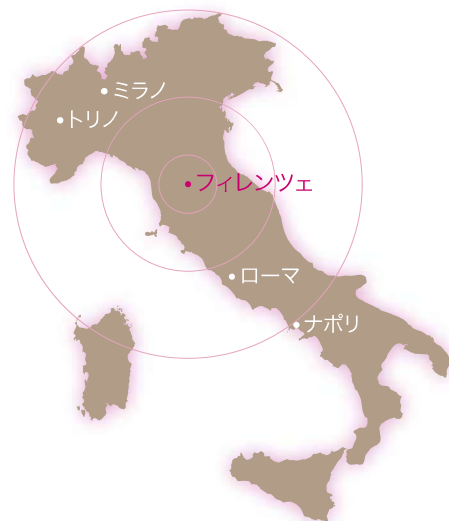 ミラノ
トリノ
フィレンツェ
ローマ
ナポリ